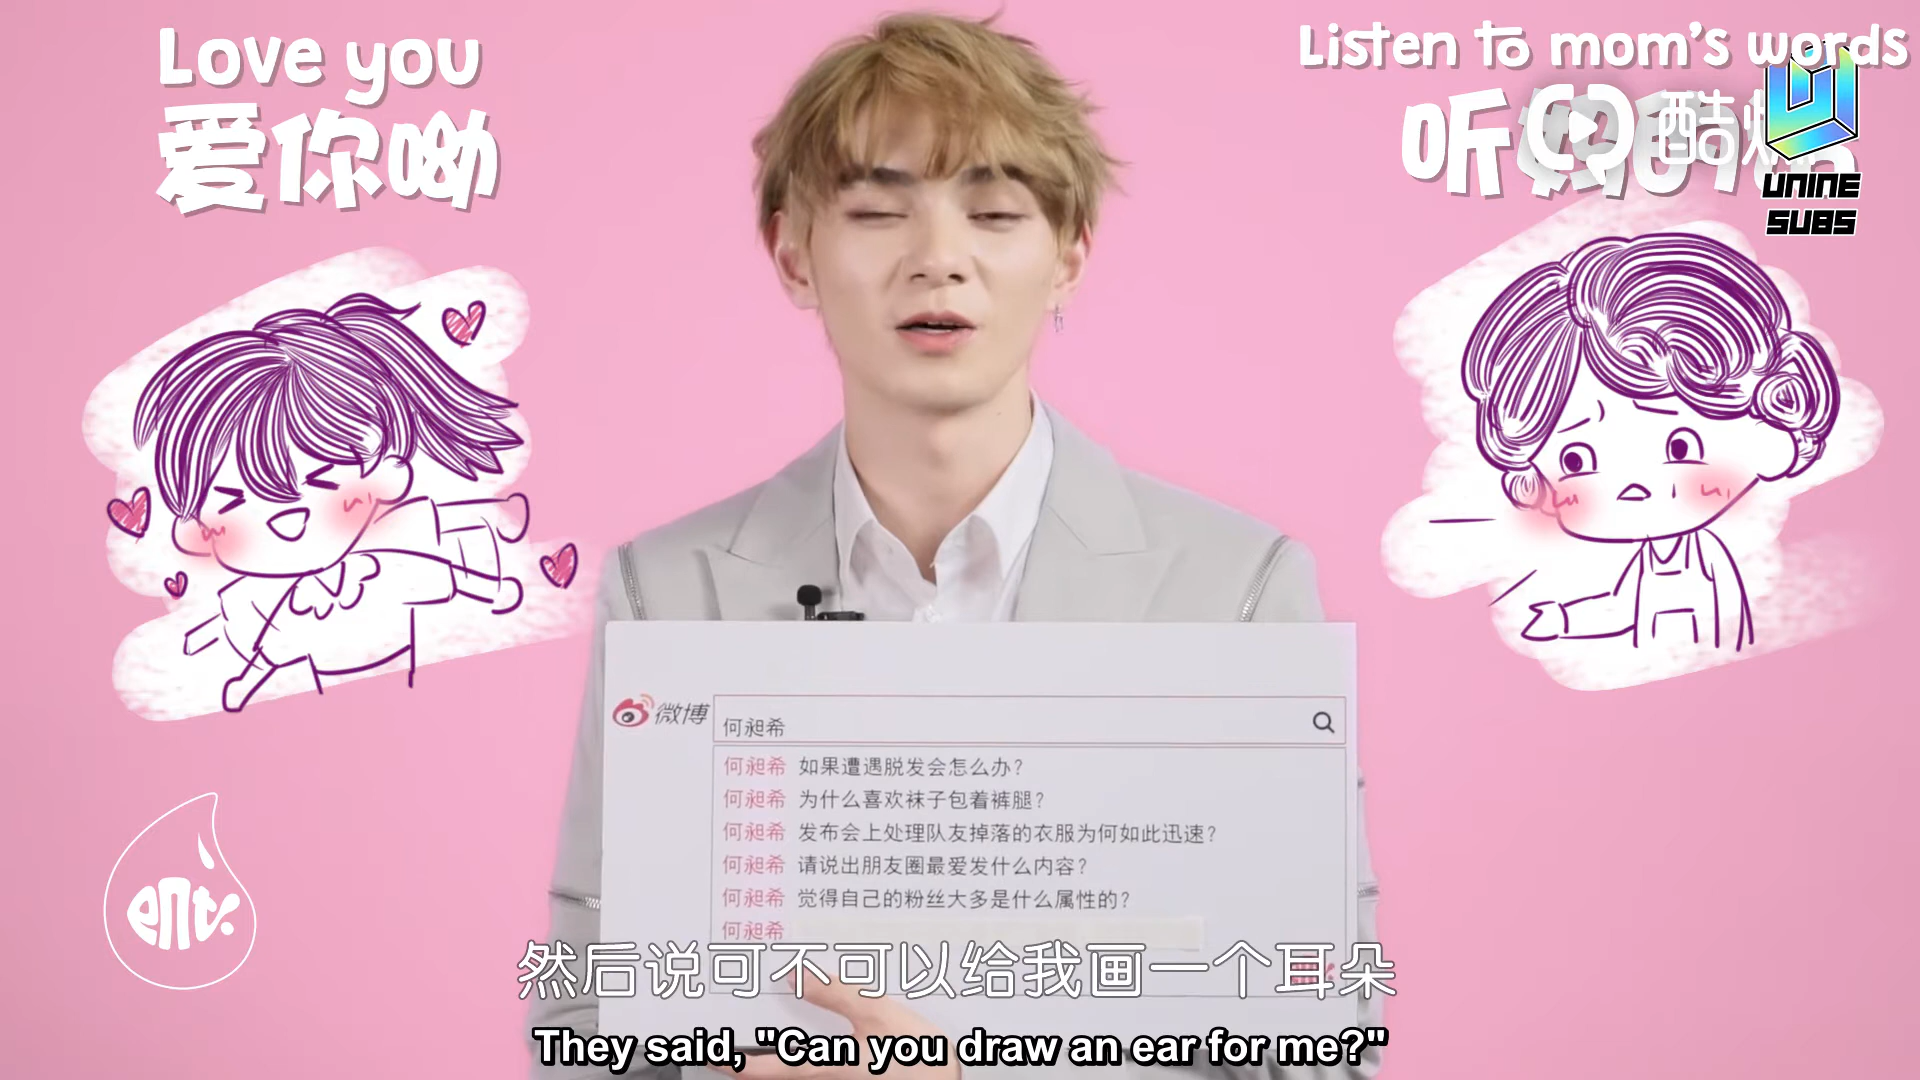 Love you
爱你呦
Listen to mom's words
听
酷燃
UNINE
SUBS
微博
何昶希
何昶希 如果遭遇脱发会怎么办?
何昶希 为什么喜欢袜子包着裤腿?
何昶希 发布会上处理队友掉落的衣服为何如此迅速?
何昶希 请说出朋友圈最爱发什么内容?
何昶希 觉得自己的粉丝大多是什么属性的?
何昶希
ent.
然后说可不可以给我画一个耳朵
They said, "Can you draw an ear for me?"